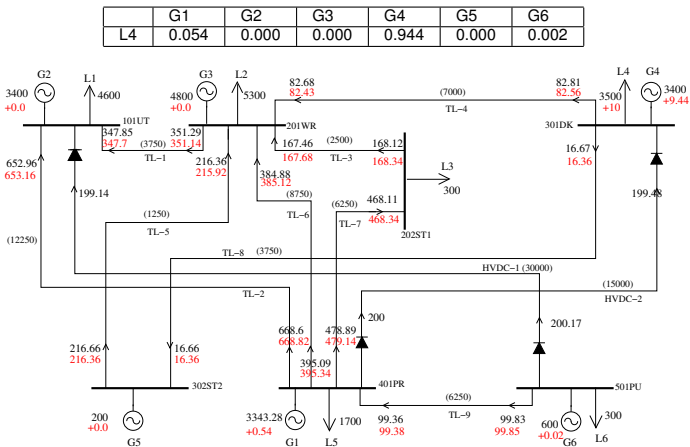 G1 G2 G3 G4 G5 G6
L4 0.054 0.000 0.000 0.944 0.000 0.002
G2 L1 G3 L2 82.68 (7000) 82.81 L4 G4
3400 4600 4800 5300 82.43 82.56 3500 3400
+0.0 +0.0 TL−4 +10 +9.44
101UT 201WR 301DK
347.85 (3750) 351.29 167.46 (2500) 168.12 16.67
347.7 TL−1 351.14 167.68 TL−3 168.34 16.36
652.96 216.36 384.88 L3
653.16 215.92 385.12 300
199.14 (8750) (6250) 468.11 199.48
(1250) TL−6 TL−7 468.34
TL−5 202ST1
(12250) TL−8 (3750)
HVDC−1 (30000)
TL−2 (15000)
HVDC−2
200 200.17
216.66 16.66 668.6 478.89
216.36 16.36 668.82 479.14
395.09
395.34
302ST2 401PR (6250) 501PU
200 3343.28 1700 99.36 TL−9 99.83 600 300
+0.0 +0.54 99.38 99.85 +0.02
G5 G1 L5 G6 L6